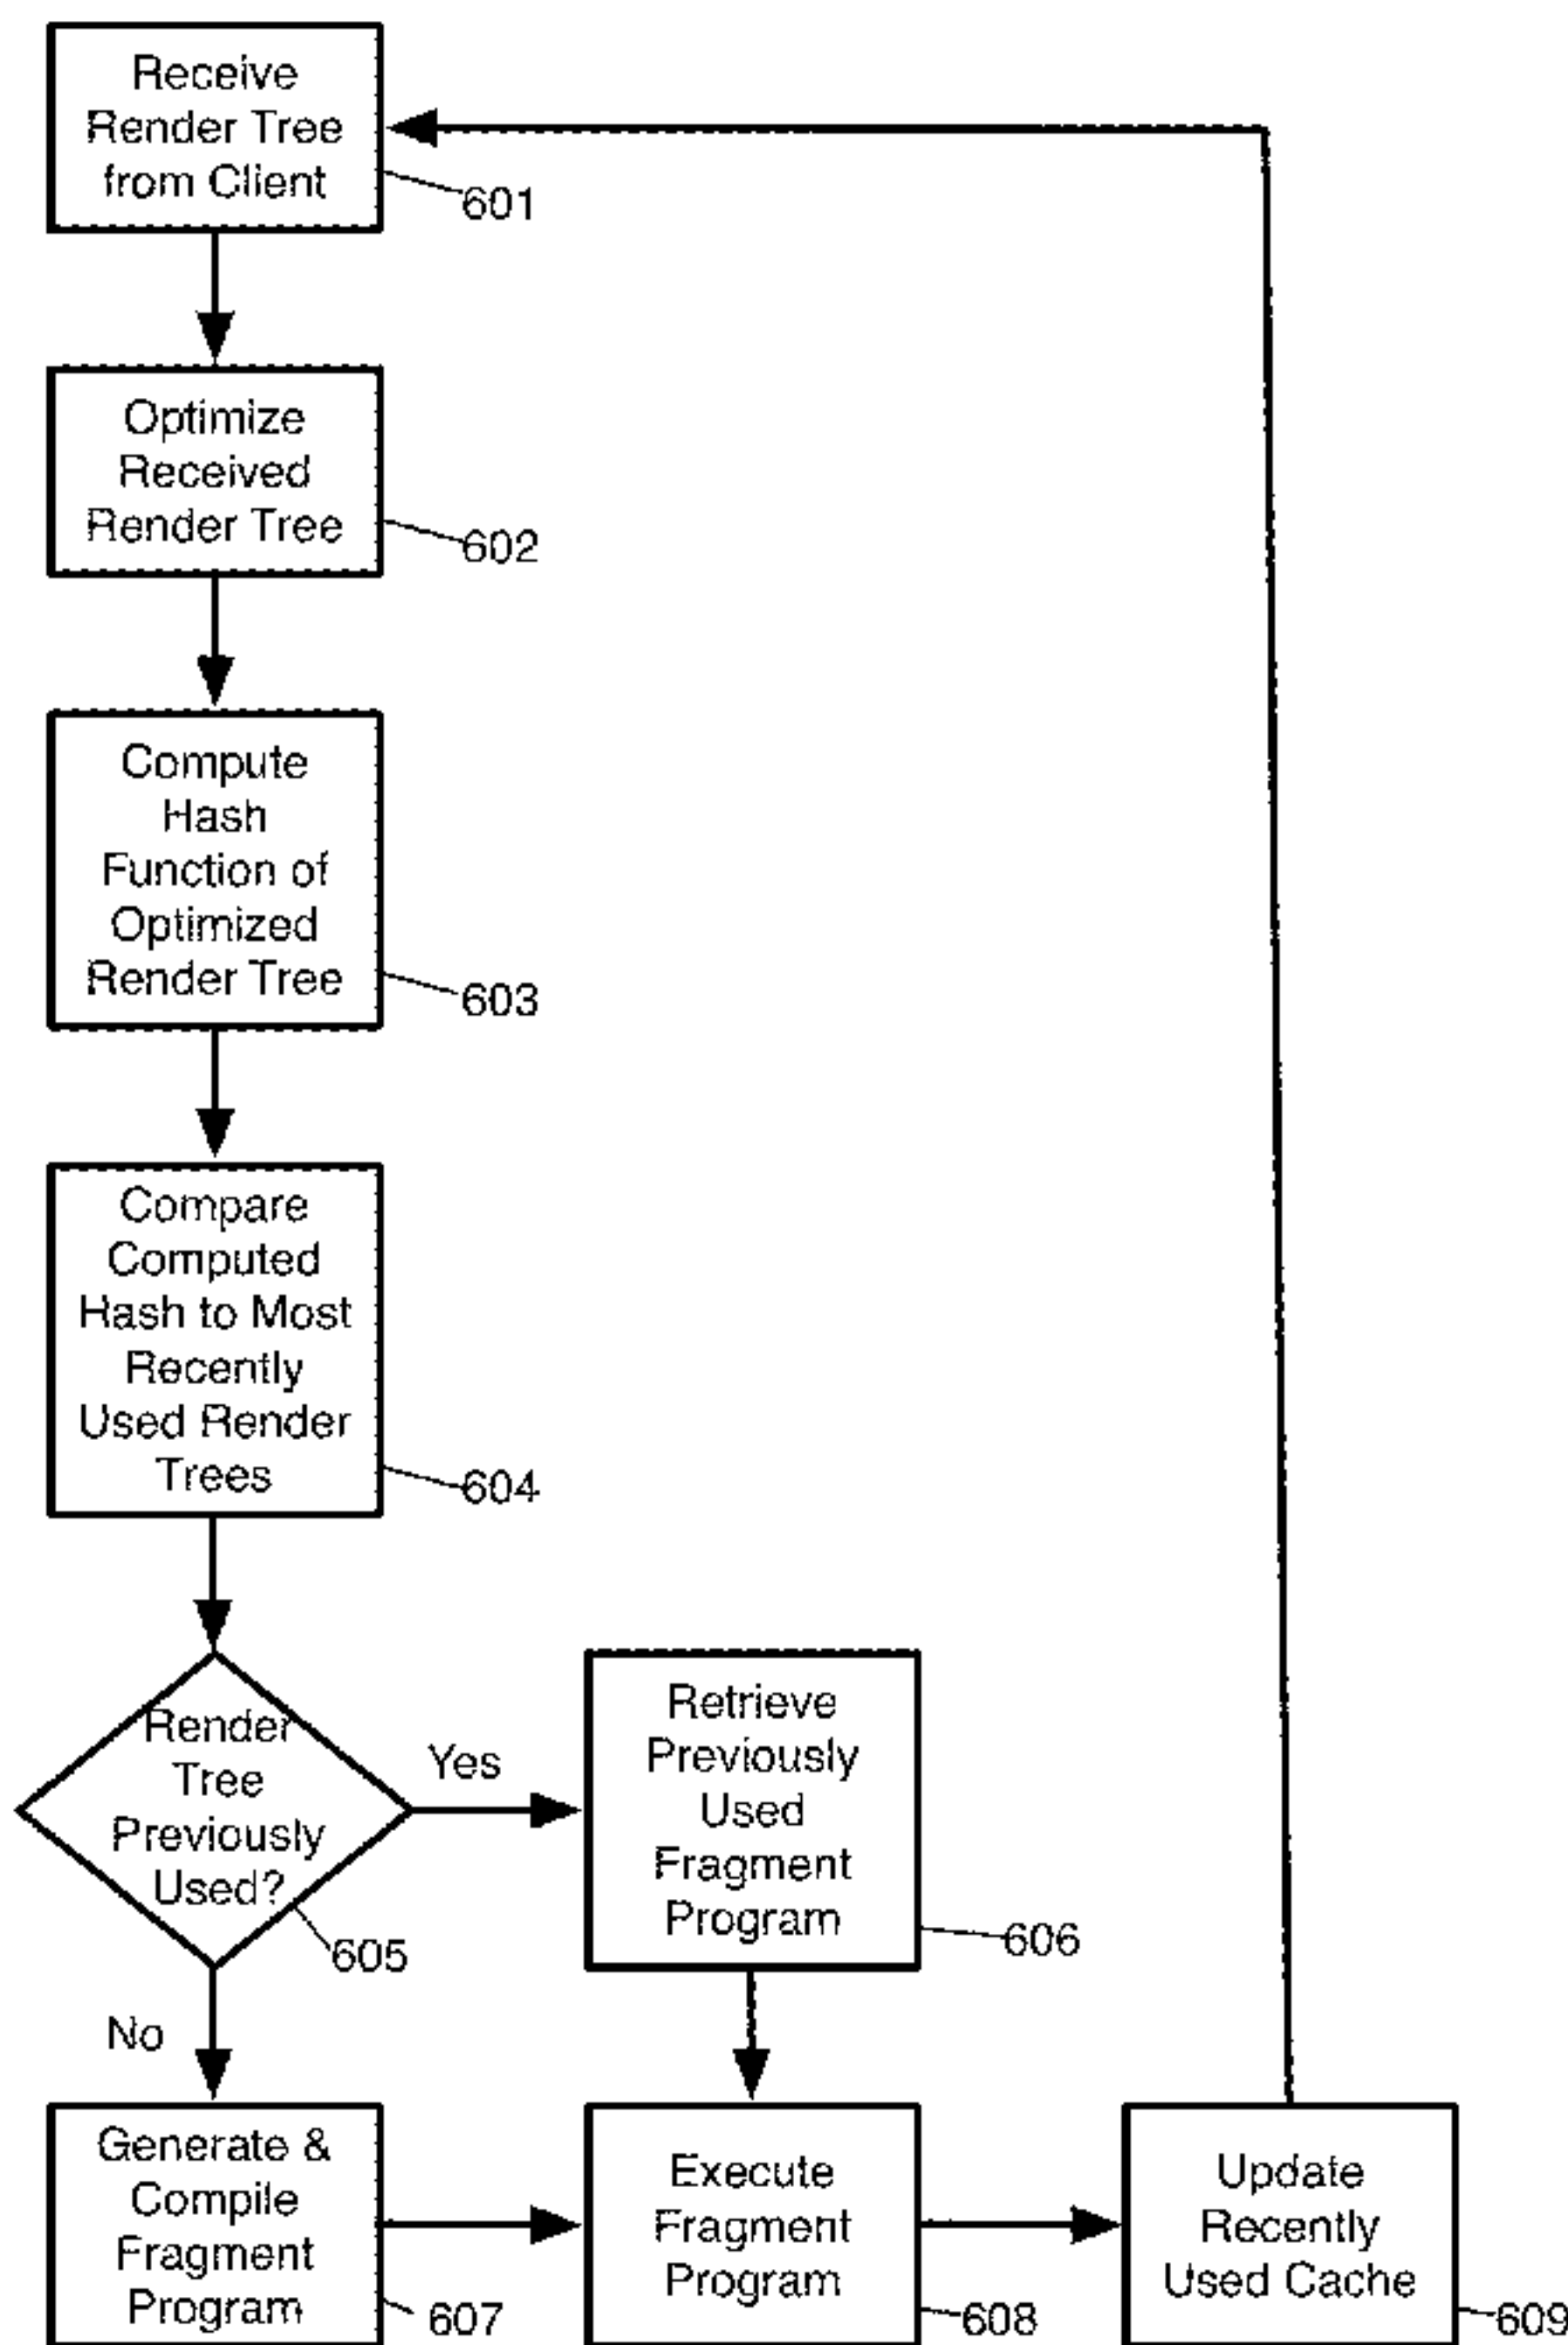 Receive
Render Tree
from Client
601
Optimize
Received
Render Tree
602
Compute
Hash
Function of
Optimized
Render Tree
603
Compare
Computed
Hash to Most
Recently
Used Render
Trees
604
Render
Tree
Previously
Used?
605
Yes
Retrieve
Previously
Used
Fragment
Program
606
No
Generate &
Compile
Fragment
Program
607
Execute
Fragment
Program
608
Update
Recently
Used Cache
609